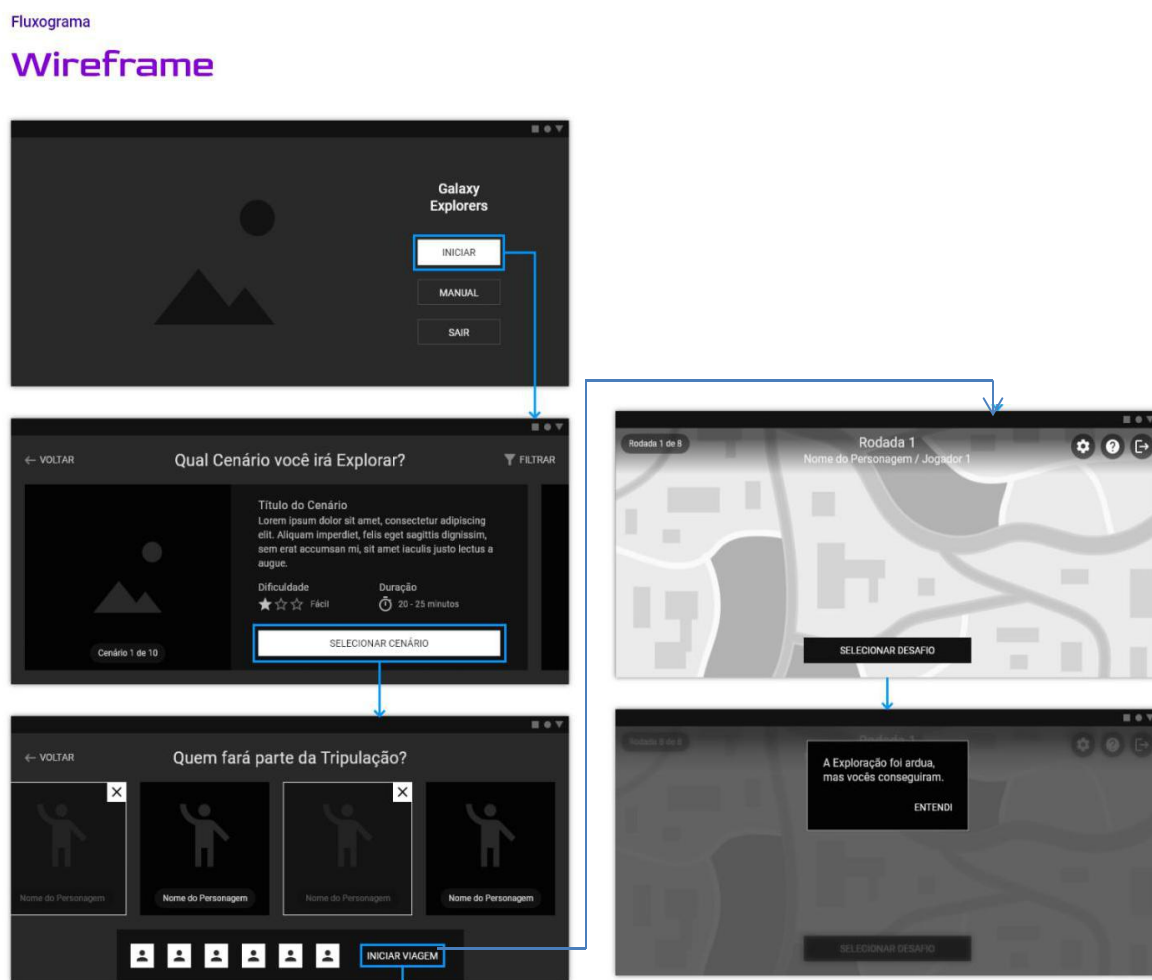 Fluxograma
Wireframe
Galaxy
Explorers
INICIAR
MANUAL
SAIR
← VOLTAR
Qual Cenário você irá Explorar?
FILTRAR
Título do Cenário
Lorem ipsum dolor sit amet, consectetur adipiscing
elit. Aliquam imperdiet, felis eget sagittis dignissim,
sem erat accumsan mi, sit amet iaculis justo lectus a
augue.
Dificuldade
Duração
Fácil
20 - 25 minutos
Cenário 1 de 10
SELECIONAR CENÁRIO
← VOLTAR
Quem fará parte da Tripulação?
Nome do Personagem
Nome do Personagem
Nome do Personagem
Nome do Personagem
INICIAR VIAGEM
Rodada 1 de 8
Rodada 1
Nome do Personagem / Jogador 1
SELECIONAR DESAFIO
A Exploração foi ardua,
mas vocês conseguiram.
ENTENDI
SELECIONAR DESAFIO